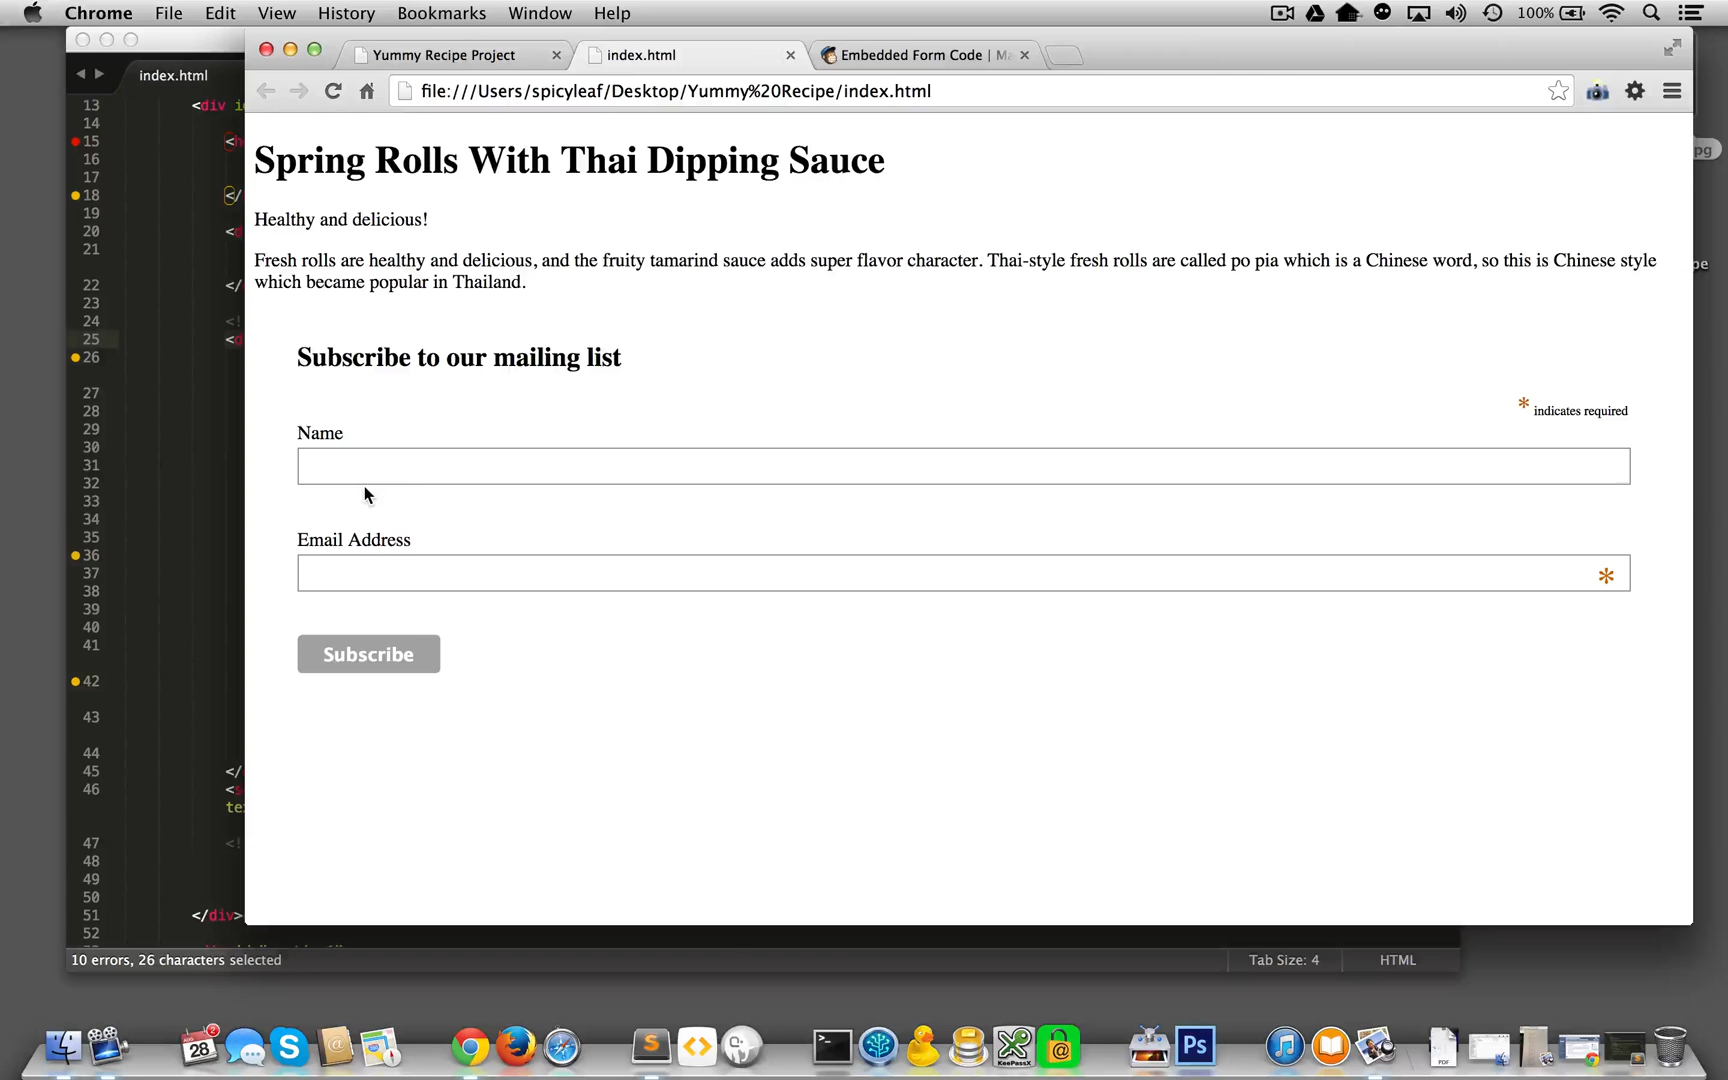 Chrome File Edit View History Bookmarks Window Help 100%
Yummy Recipe Project index.html Embedded Form Code | Ma
index.html
file:///Users/spicyleaf/Desktop/Yummy%20Recipe/index.html
Spring Rolls With Thai Dipping Sauce
Healthy and delicious!
Fresh rolls are healthy and delicious, and the fruity tamarind sauce adds super flavor character. Thai-style fresh rolls are called po pia which is a Chinese word, so this is Chinese style
which became popular in Thailand.
Subscribe to our mailing list
* indicates required
Name
Email Address
*
Subscribe
13 <div
14
15
16
17
18 </
19
20
21
22 </
23
24 <!
25
26
27
28
29
30
31
32
33
34
35
36
37
38
39
40
41
42
43
44
45 </
46
47 <!
48
49
50
51 </div>
52
pg
10 errors, 26 characters selected Tab Size: 4 HTML
AUG
28
2
Ps
KeePassX
PDF